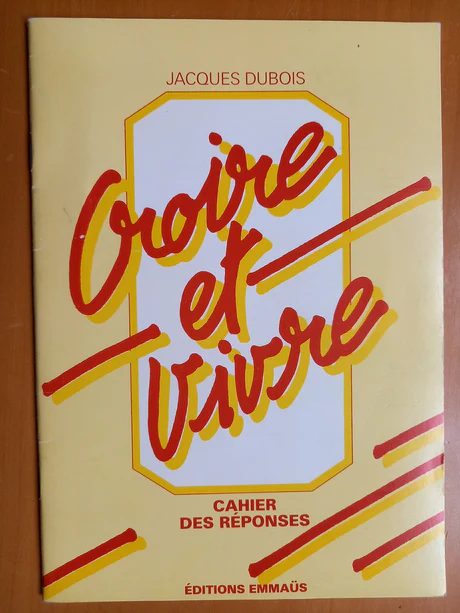 JACQUES DUBOIS
Croire
et
vivre
CAHIER
DES RÉPONSES
ÉDITIONS EMMAÜS